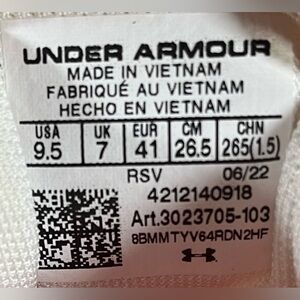 UNDER ARMOUR
MADE IN VIETNAM
FABRIQUÉ AU VIETNAM
HECHO EN VIETNAM
USA UK EUR CM CHN
9.5 7 41 26.5 265(1.5)
RSV 06/22
4212140918
Art.3023705-103
8BMMTYV64RDN2HF